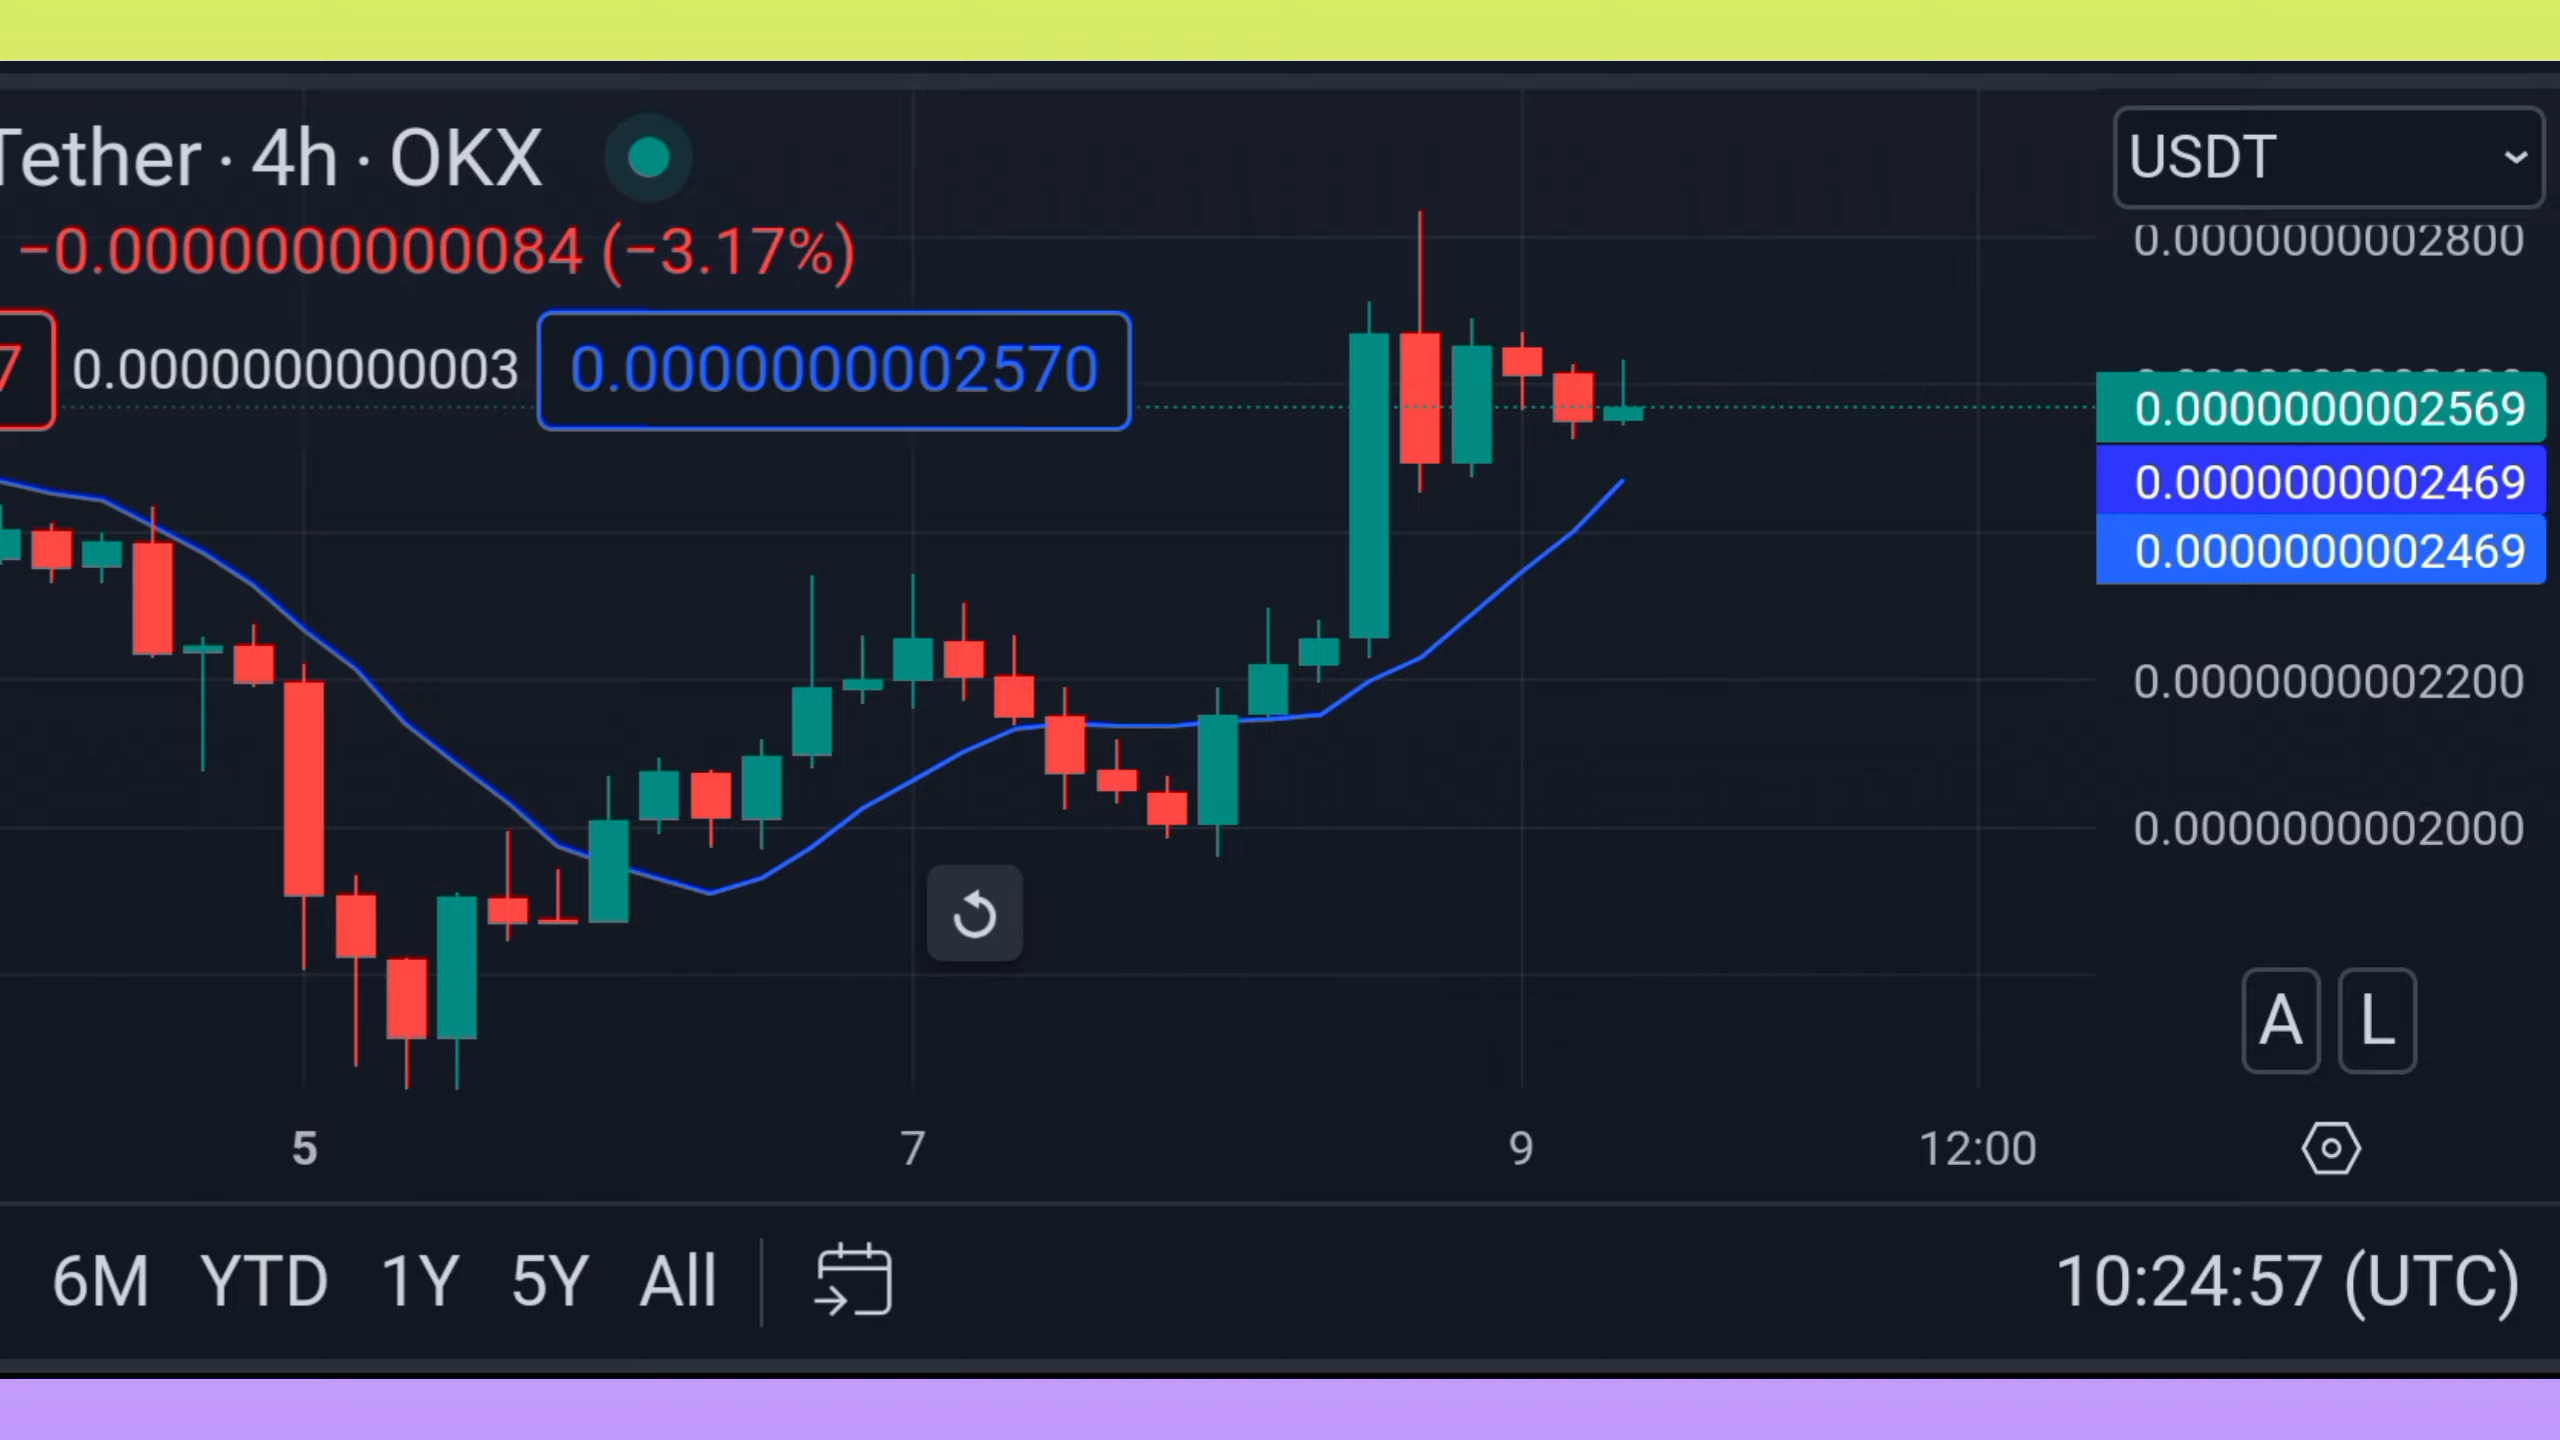 Tether · 4h · OKX
−0.0000000000084 (−3.17%)
7 0.0000000000003 0.0000000002570
USDT
0.0000000002800
0.0000000002569
0.0000000002469
0.0000000002469
0.0000000002200
0.0000000002000
A L
5 7 9 12:00
6M YTD 1Y 5Y All
10:24:57 (UTC)